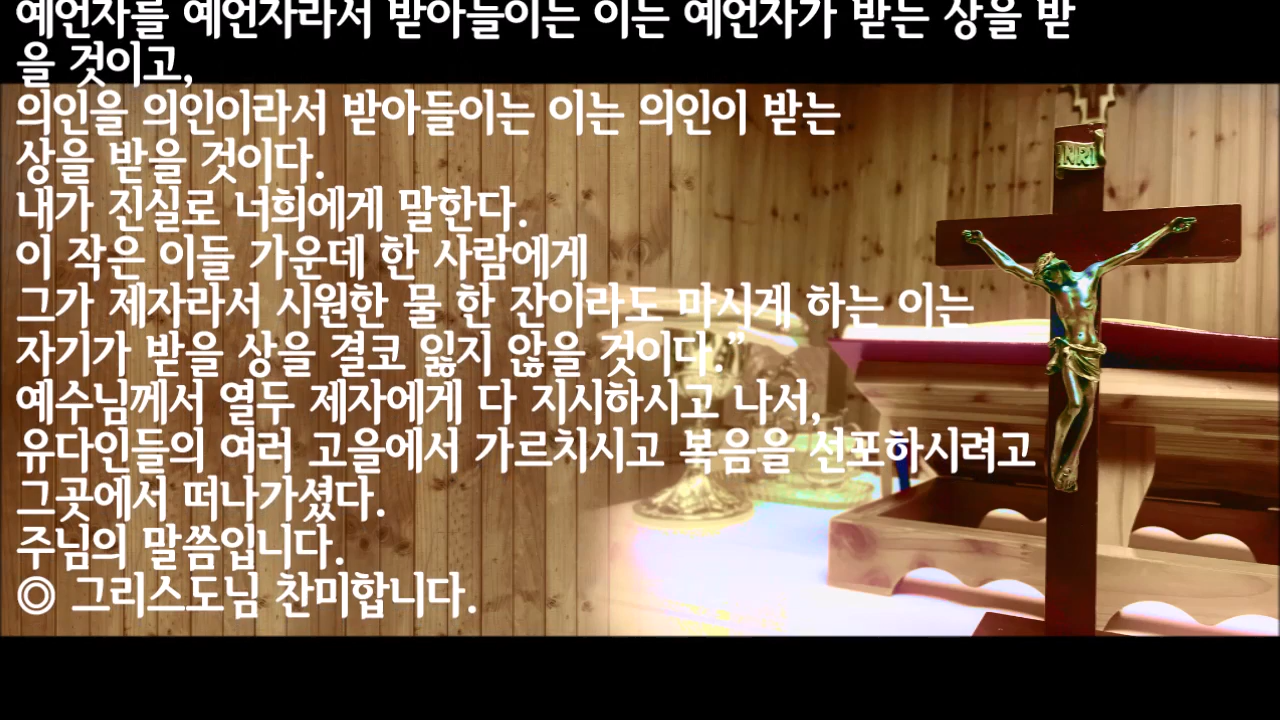 예언자를 예언자라서 받아들이는 이는 예언자가 받는 상을 받
을 것이고,
의인을 의인이라서 받아들이는 이는 의인이 받는
상을 받을 것이다.
내가 진실로 너희에게 말한다.
이 작은 이들 가운데 한 사람에게
그가 제자라서 시원한 물 한 잔이라도 마시게 하는 이는
자기가 받을 상을 결코 잃지 않을 것이다.”
예수님께서 열두 제자에게 다 지시하시고 나서,
유다인들의 여러 고을에서 가르치시고 복음을 선포하시려고
그곳에서 떠나가셨다.
주님의 말씀입니다.
◎ 그리스도님 찬미합니다.
INRI